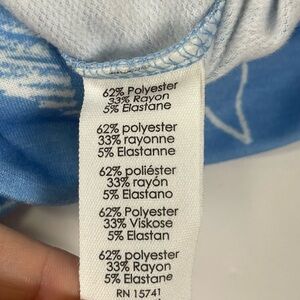 62% Polyester
33% Rayon
5% Elastane
62% polyester
33% rayonne
5% Elastanne
62% poliéster
33% rayón
5% Elastano
62% Polyester
33% Viskose
5% Elastan
62% polyester
33% Rayon
5% Elastane
RN 15741